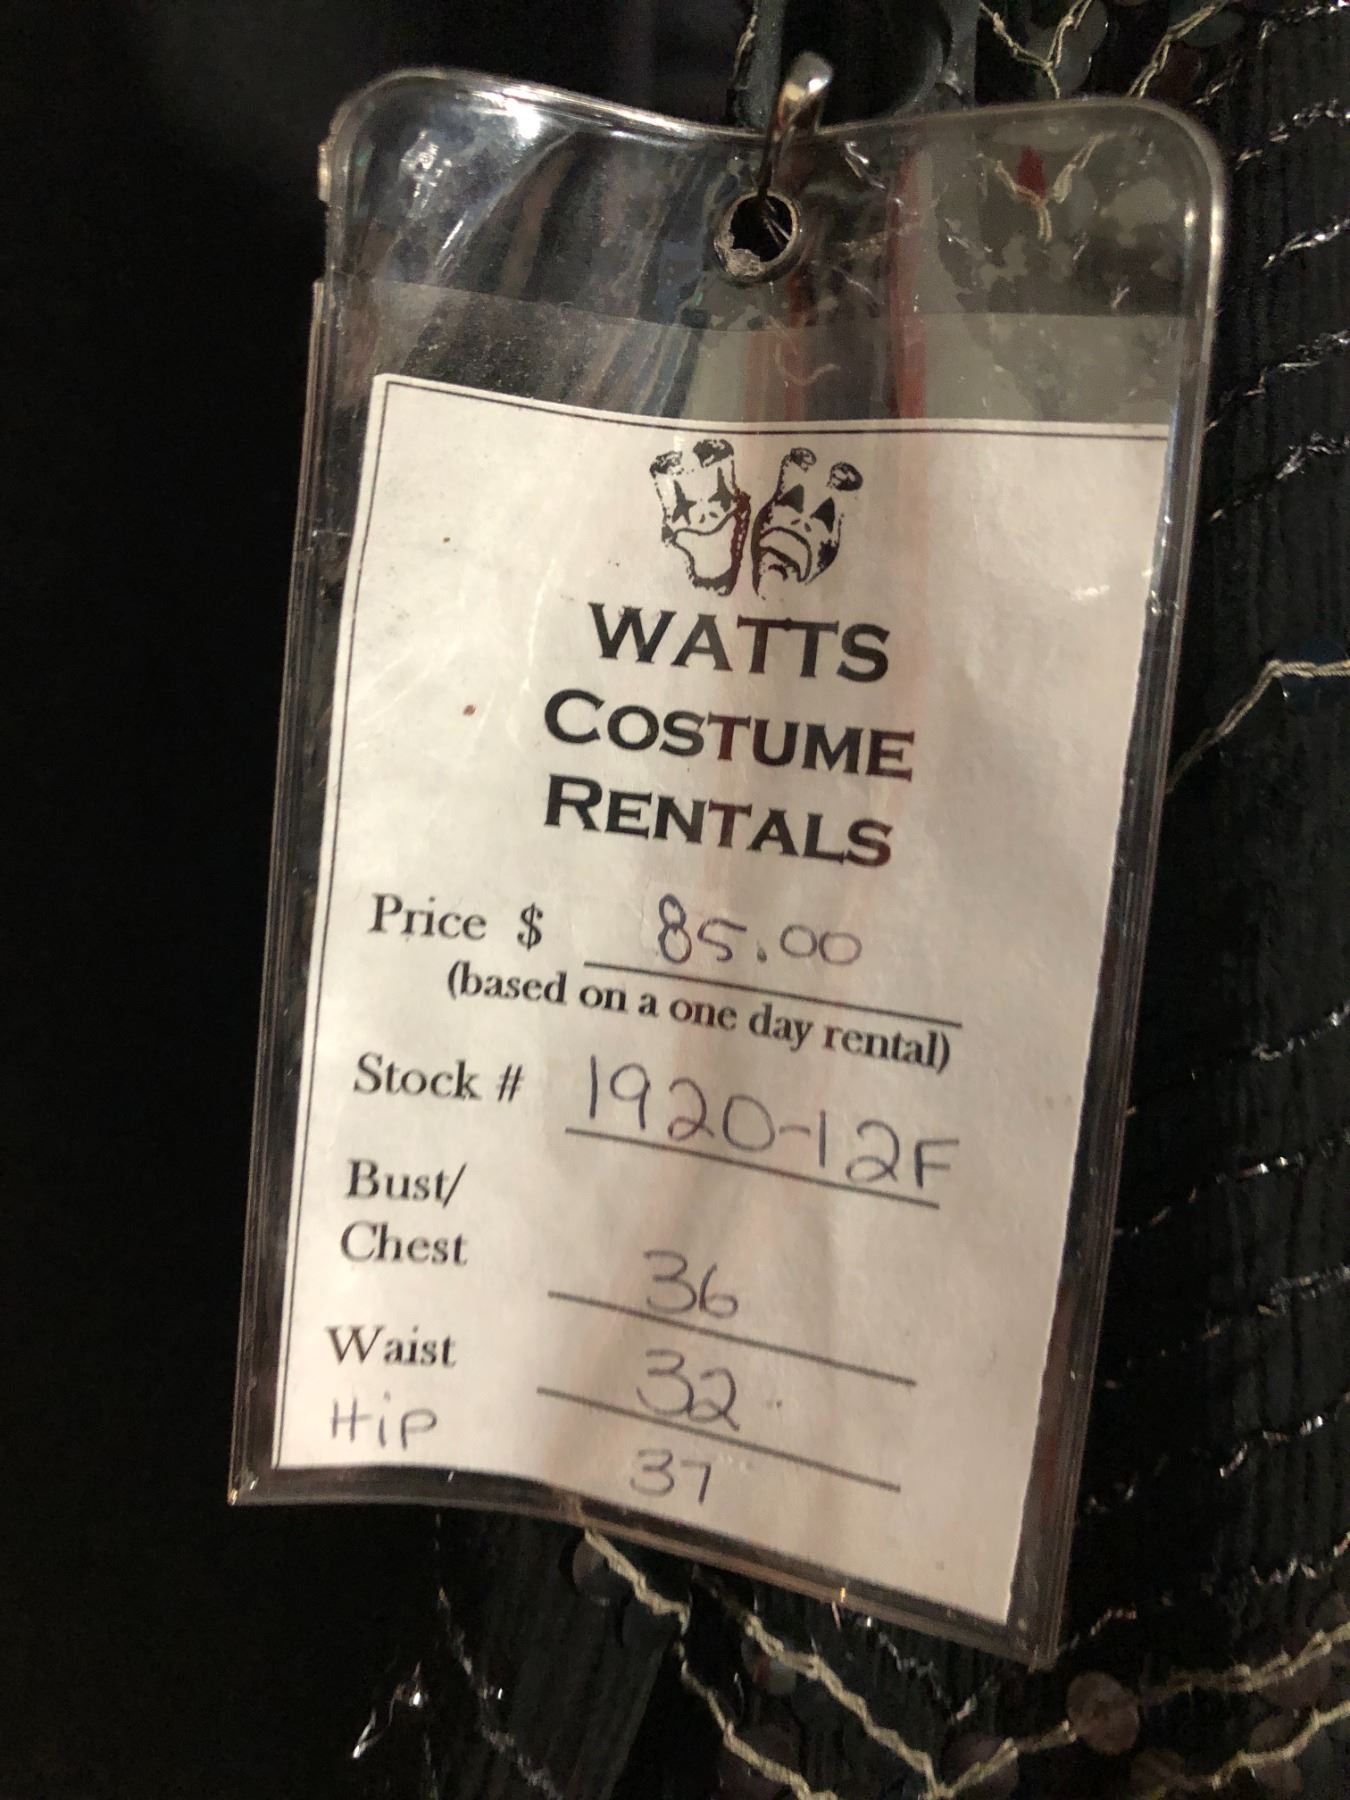 WATTS
COSTUME
RENTALS
Price $ 85.00
(based on a one day rental)
Stock # 1920-12F
Bust/
Chest 36
Waist 32
Hip 37